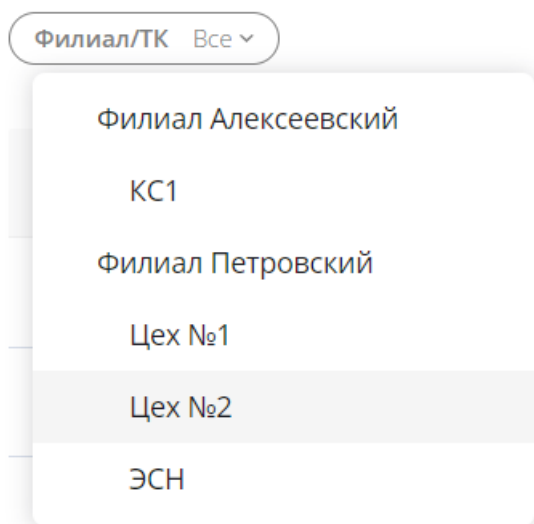 Филиал/ТК Все
Филиал Алексеевский
КС1
Филиал Петровский
Цех №1
Цех №2
ЭСН